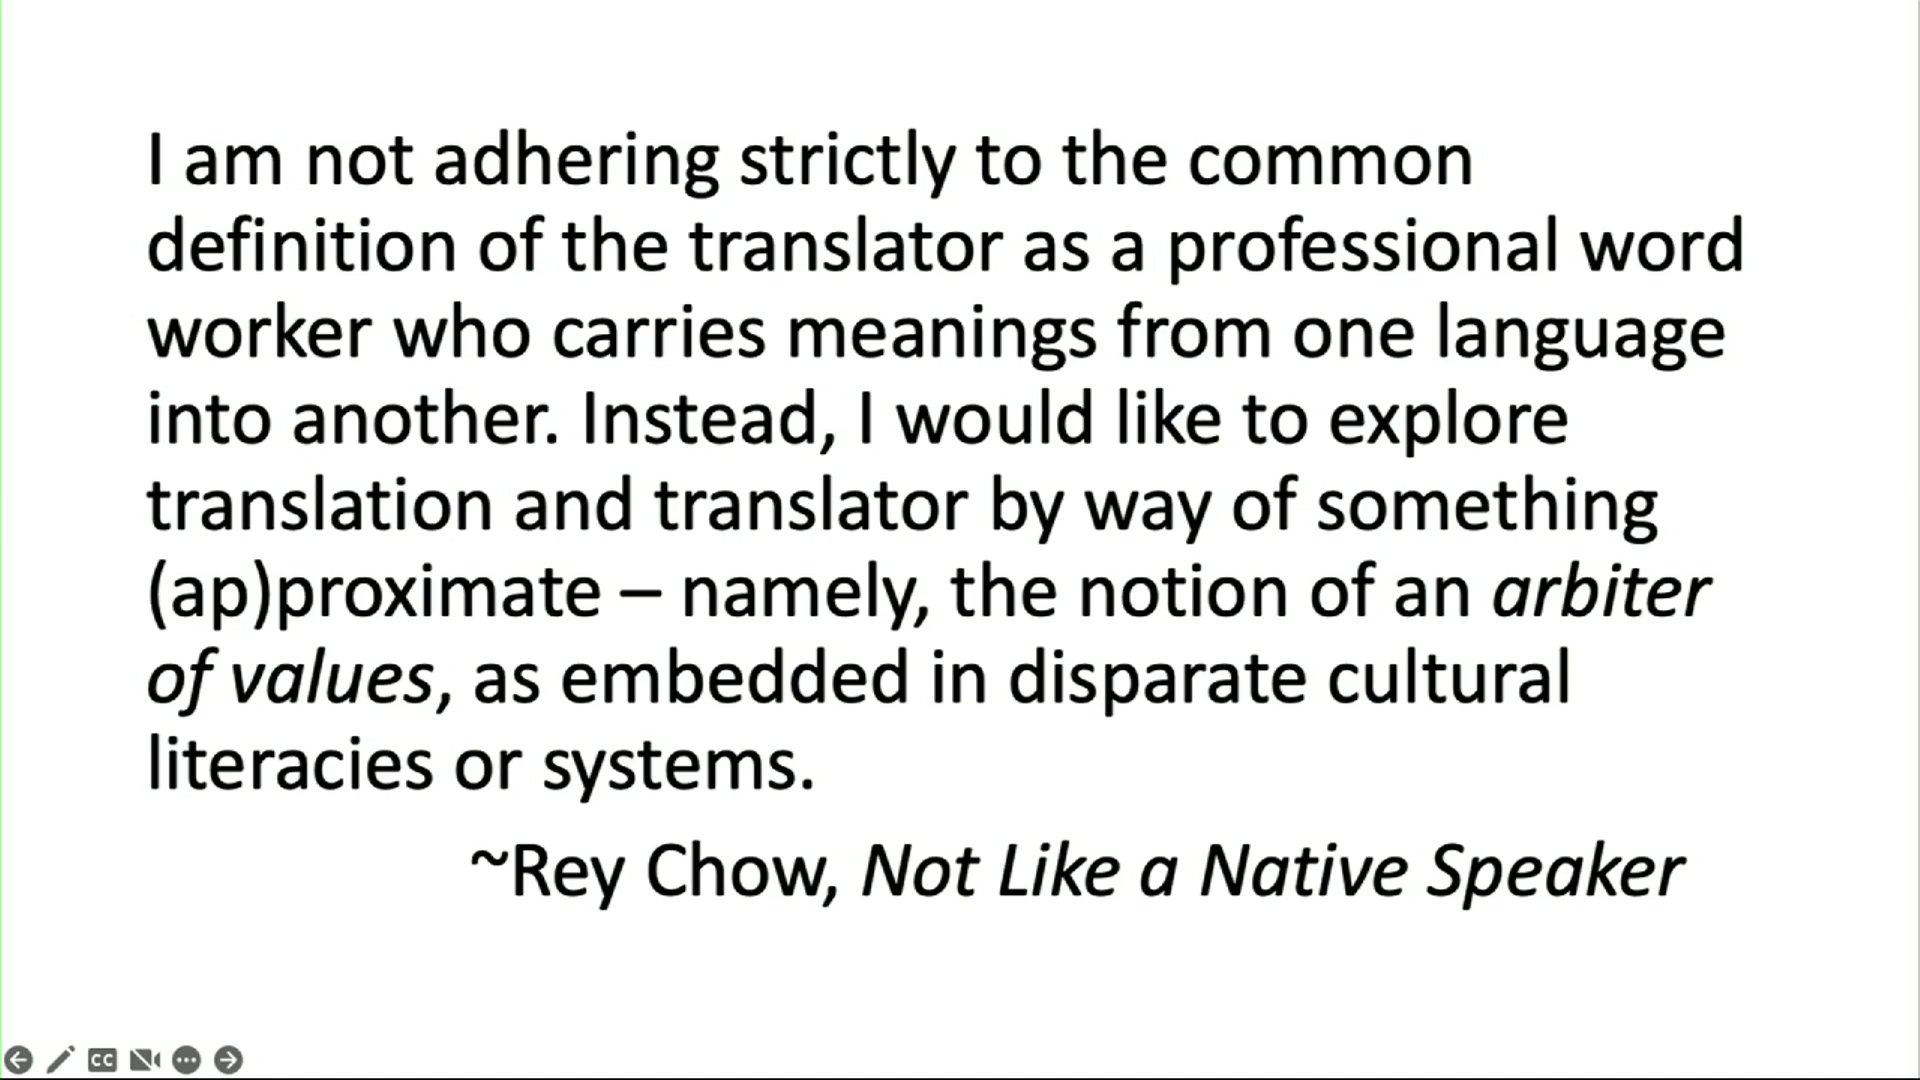 I am not adhering strictly to the common
definition of the translator as a professional word
worker who carries meanings from one language
into another. Instead, I would like to explore
translation and translator by way of something
(ap)proximate – namely, the notion of an arbiter
of values, as embedded in disparate cultural
literacies or systems.
~Rey Chow, Not Like a Native Speaker
CC